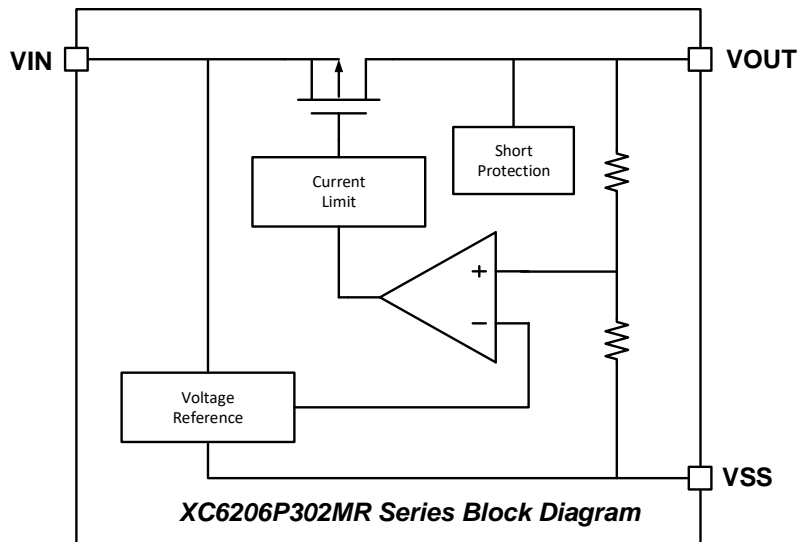 VIN
VOUT
Short
Protection
Current
Limit
+
−
Voltage
Reference
VSS
XC6206P302MR Series Block Diagram